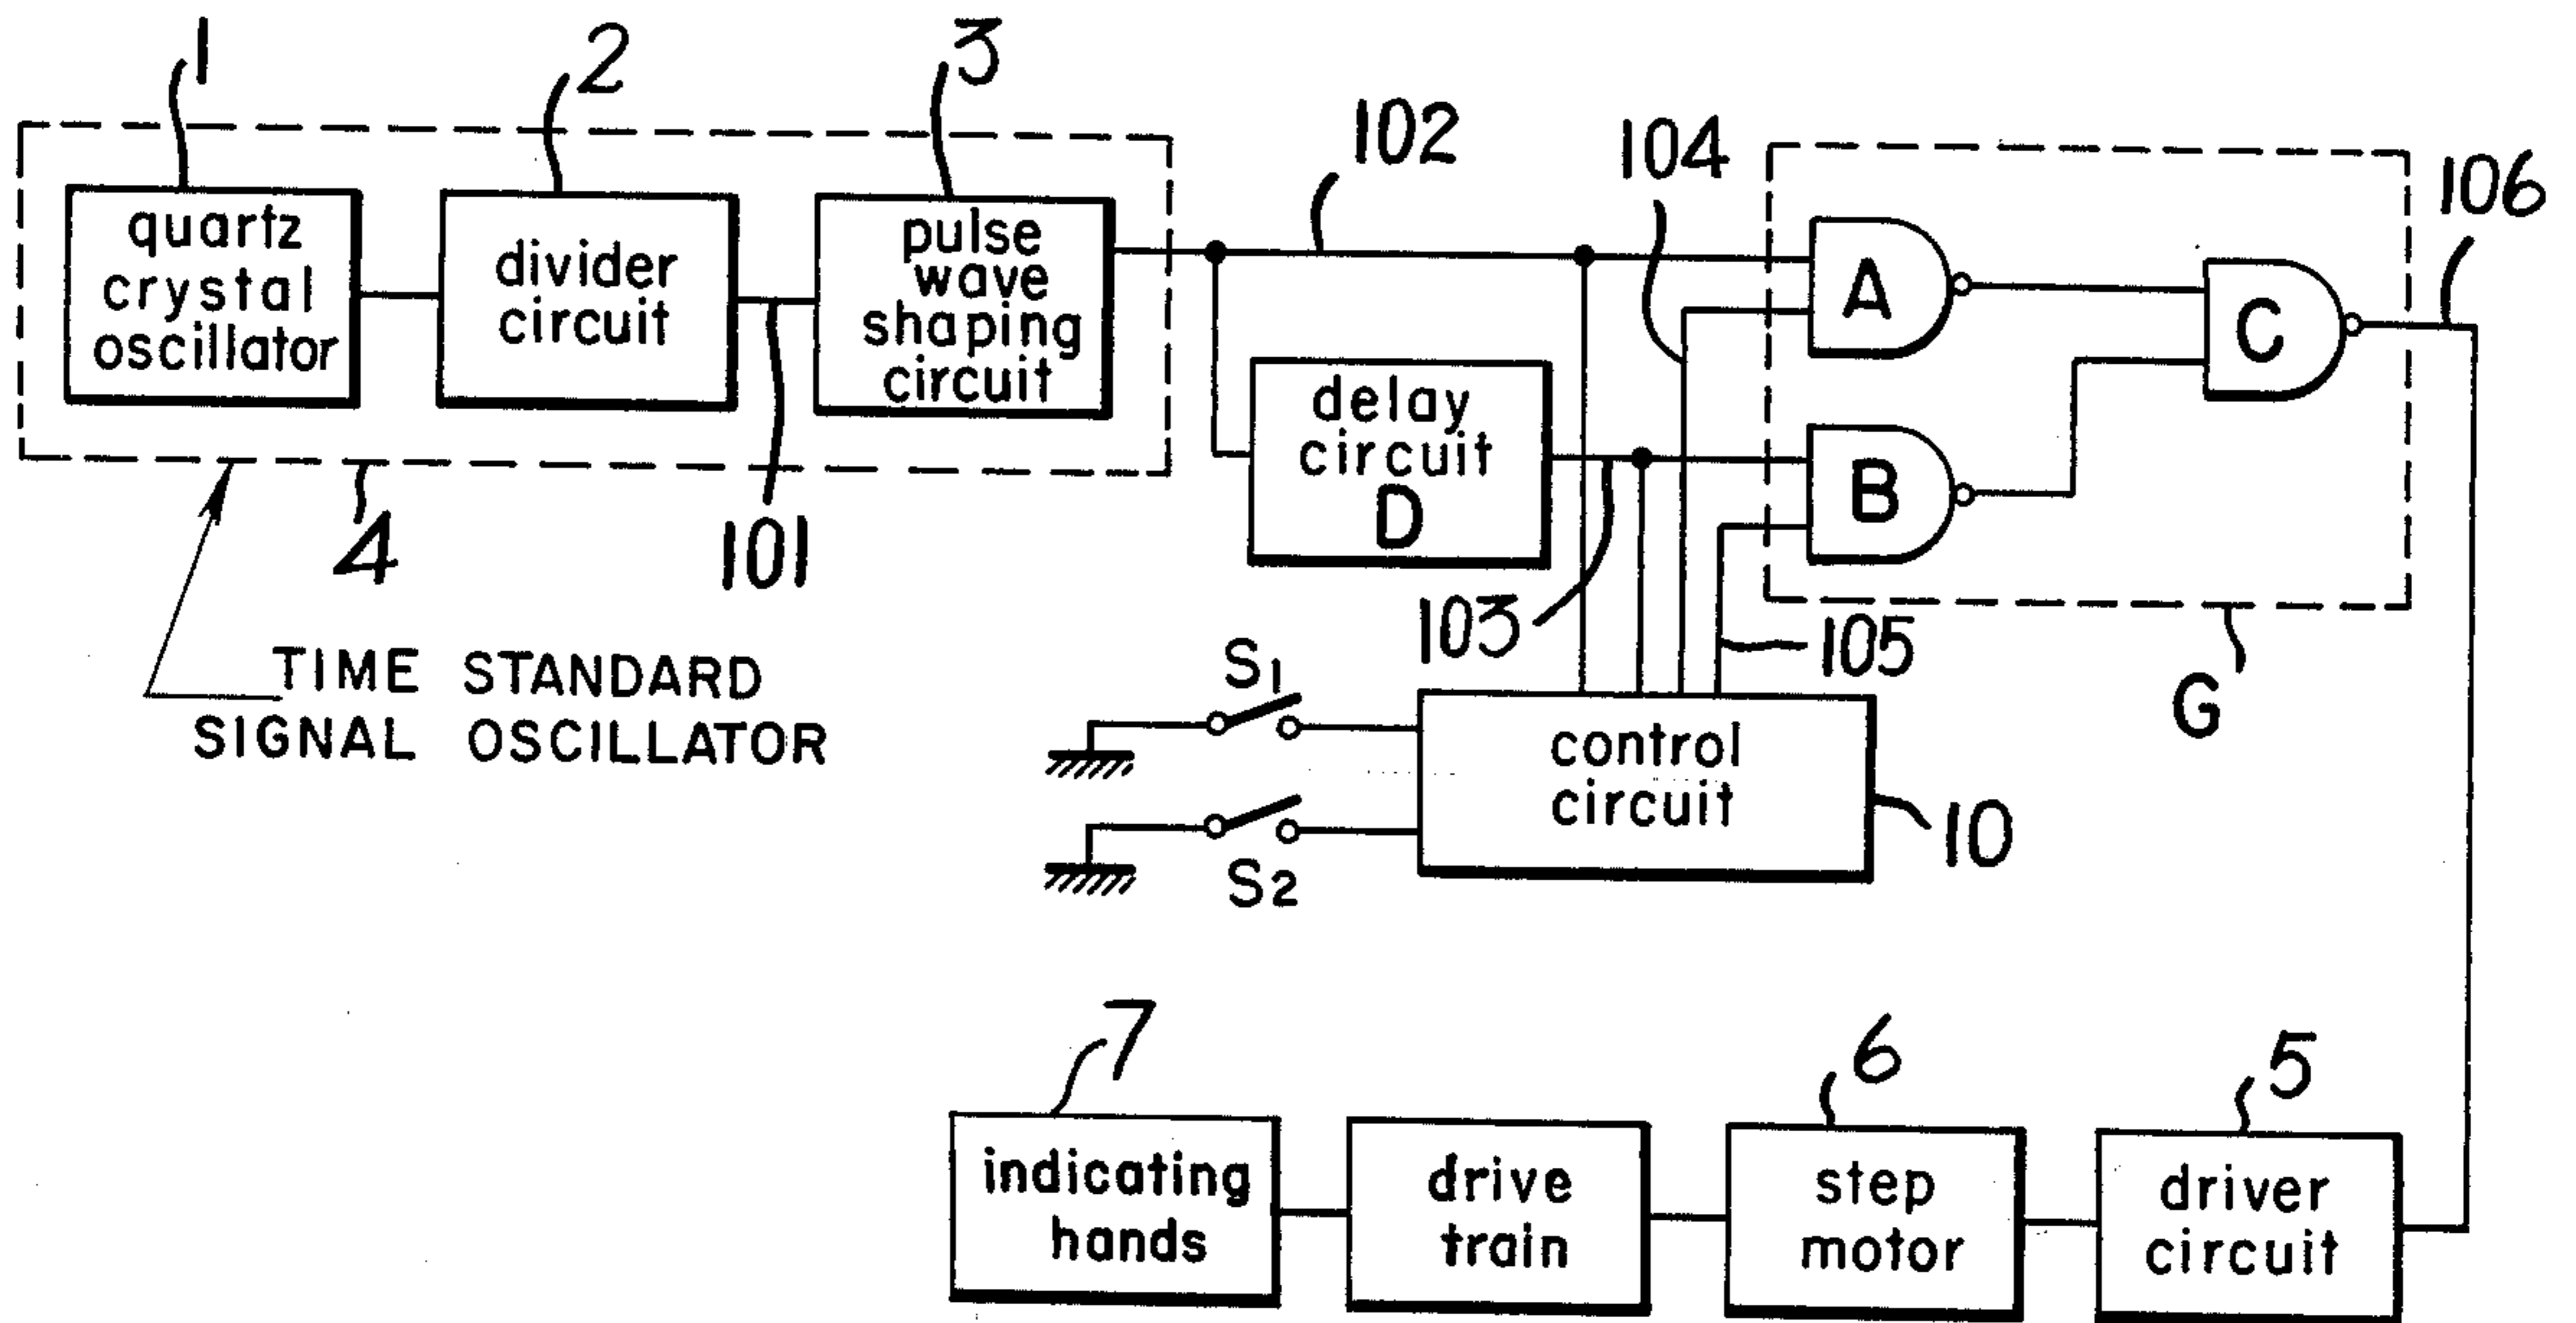 1
2
3
quartz
crystal
oscillator
divider
circuit
pulse
wave
shaping
circuit
4
101
TIME STANDARD
SIGNAL OSCILLATOR
102
104
106
delay
circuit
D
103
105
A
B
C
G
S1
S2
control
circuit
10
7
6
5
indicating
hands
drive
train
step
motor
driver
circuit